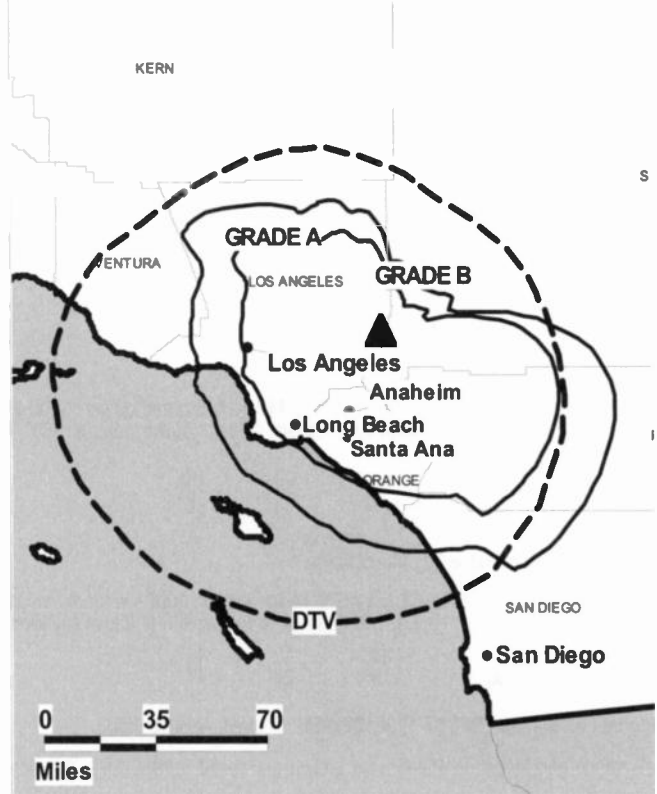 KERN
S
GRADE A
VENTURA
LOS ANGELES
GRADE B
Los Angeles
Anaheim
Long Beach
Santa Ana
ORANGE
SAN DIEGO
DTV
San Diego
0 35 70
Miles